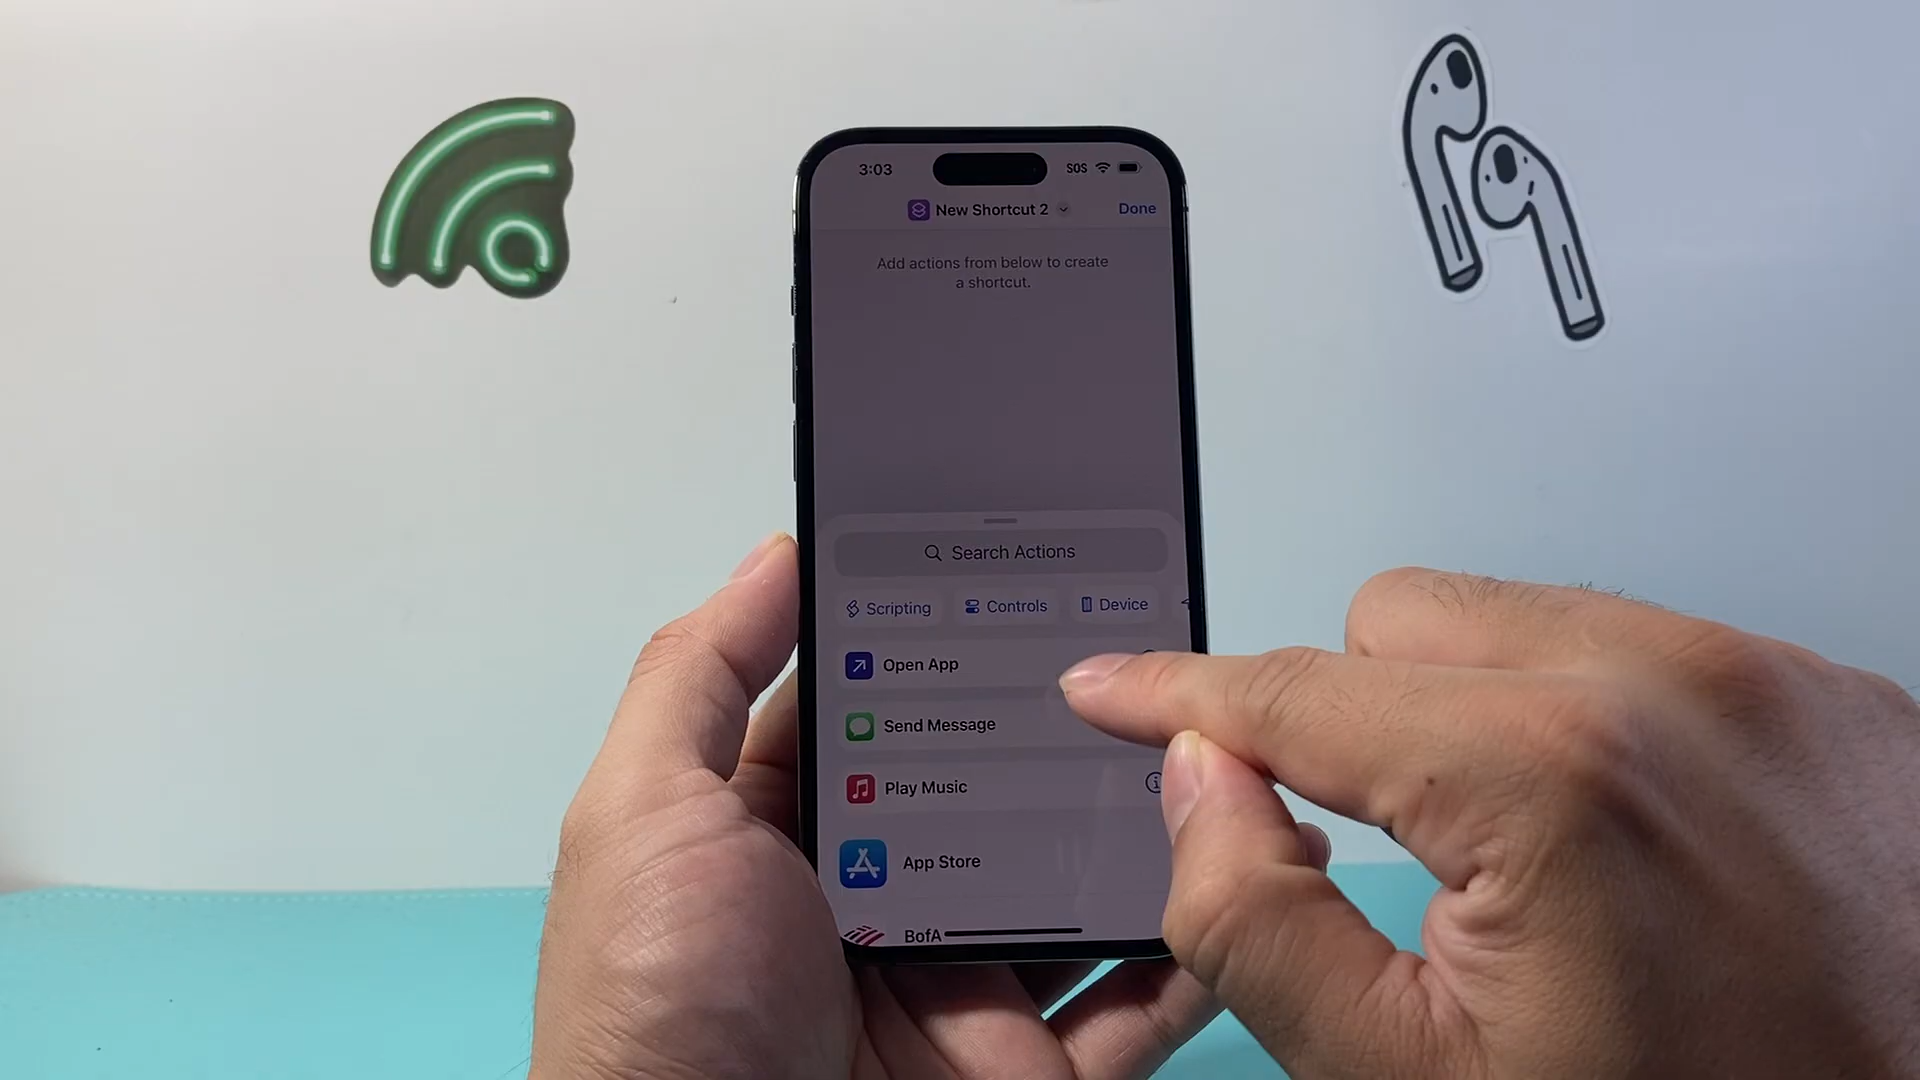 3:03
SOS
New Shortcut 2
Done
Add actions from below to create
a shortcut.
Search Actions
Scripting
Controls
Device
Open App
Send Message
Play Music
App Store
BofA